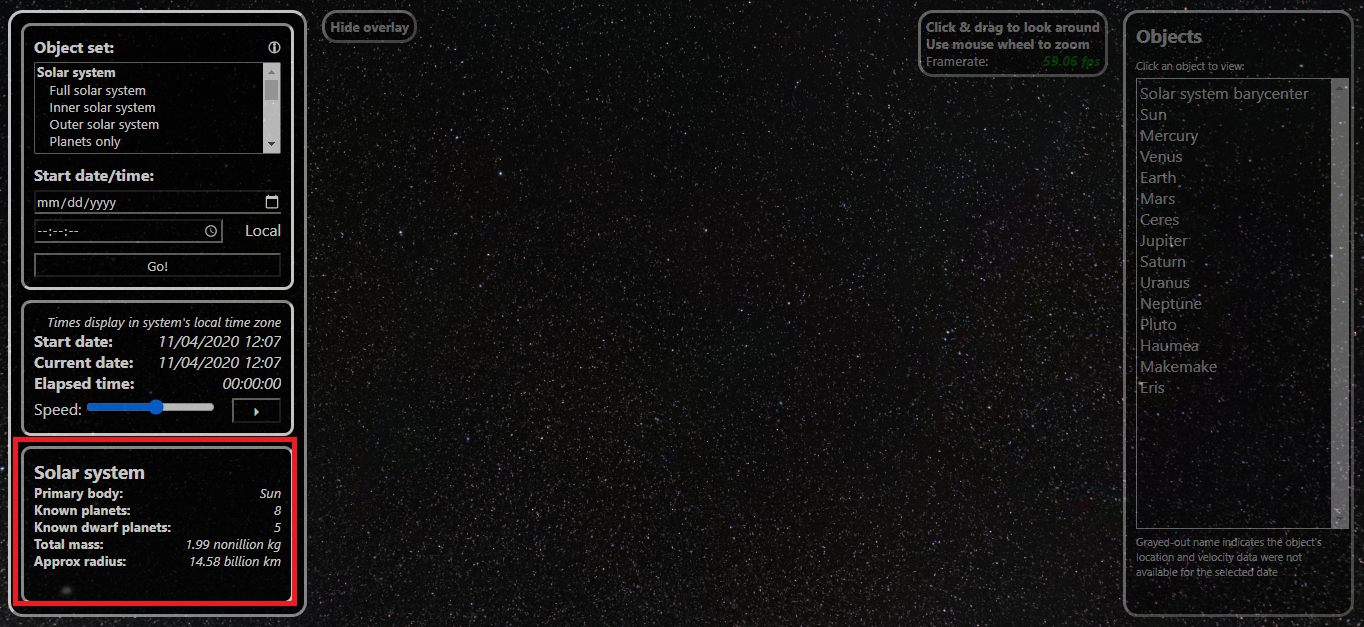 Object set:
Solar system
Full solar system
Inner solar system
Outer solar system
Planets only
Start date/time:
mm/dd/yyyy
--:--:--
Local
Go!
Times display in system's local time zone
Start date: 11/04/2020 12:07
Current date: 11/04/2020 12:07
Elapsed time: 00:00:00
Speed:
Solar system
Primary body: Sun
Known planets: 8
Known dwarf planets: 5
Total mass: 1.99 nonillion kg
Approx radius: 14.58 billion km
Hide overlay
Click & drag to look around
Use mouse wheel to zoom
Framerate: 59.06 fps
Objects
Click an object to view:
Solar system barycenter
Sun
Mercury
Venus
Earth
Mars
Ceres
Jupiter
Saturn
Uranus
Neptune
Pluto
Haumea
Makemake
Eris
Grayed-out name indicates the object's
location and velocity data were not
available for the selected date